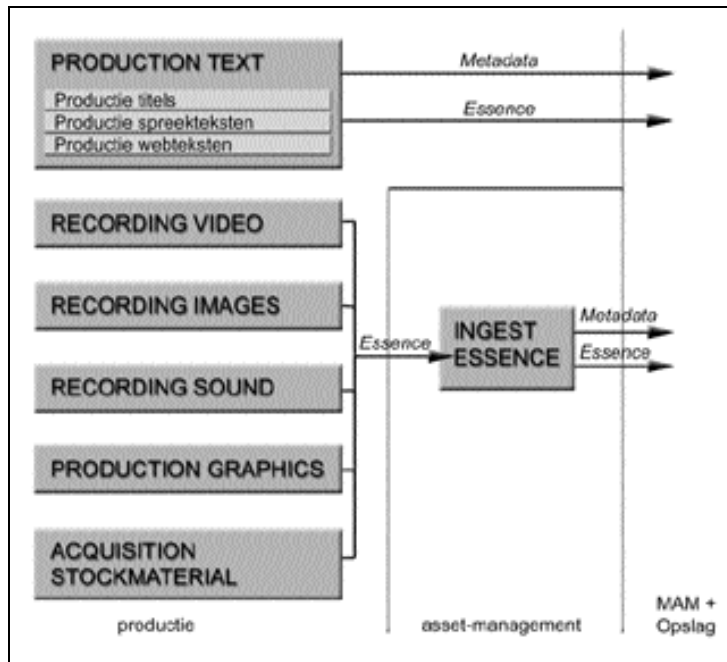 PRODUCTION TEXT
Productie titels
Productie spreekteksten
Productie webteksten
Metadata
Essence
RECORDING VIDEO
RECORDING IMAGES
RECORDING SOUND
PRODUCTION GRAPHICS
ACQUISITION
STOCKMATERIAL
Essence
INGEST
ESSENCE
Metadata
Essence
productie
asset-management
MAM +
Opslag